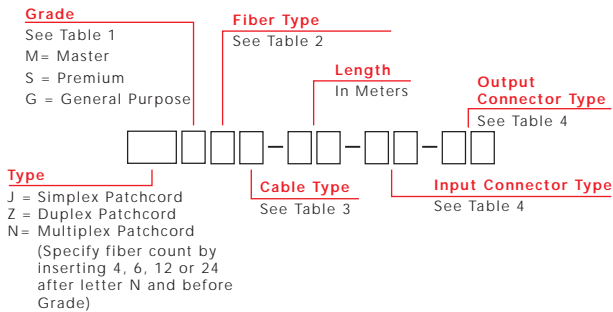 Grade
See Table 1
M= Master
S = Premium
G = General Purpose
Fiber Type
See Table 2
Length
In Meters
Output
Connector Type
See Table 4
Type
J = Simplex Patchcord
Z = Duplex Patchcord
N= Multiplex Patchcord
(Specify fiber count by
inserting 4, 6, 12 or 24
after letter N and before
Grade)
Cable Type
See Table 3
Input Connector Type
See Table 4